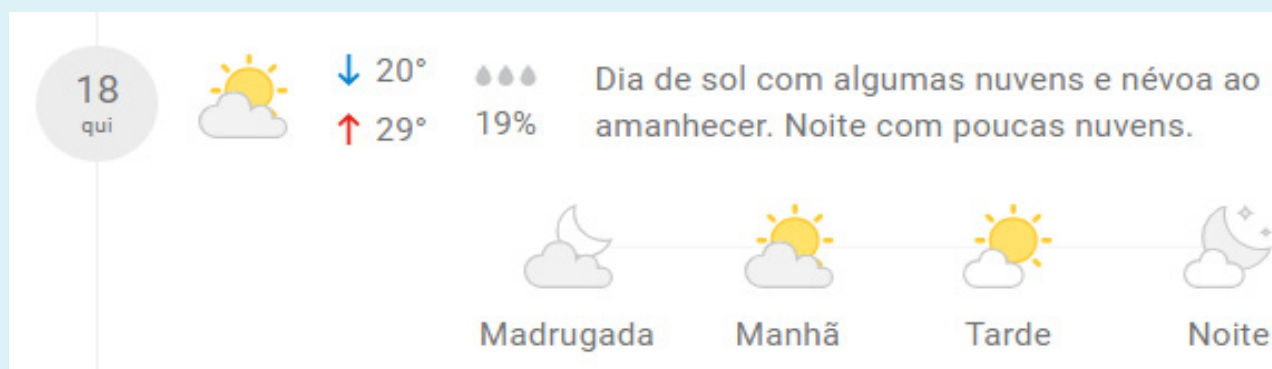 18
qui
↓ 20°
↑ 29°
19%
Dia de sol com algumas nuvens e névoa ao
amanhecer. Noite com poucas nuvens.
Madrugada Manhã Tarde Noite